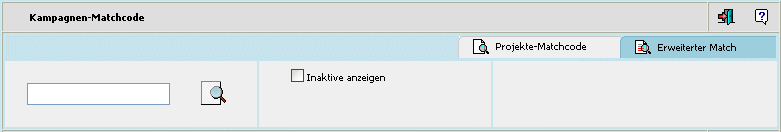 Kampagnen-Matchcode
Projekte-Matchcode Erweiterter Match
Inaktive anzeigen